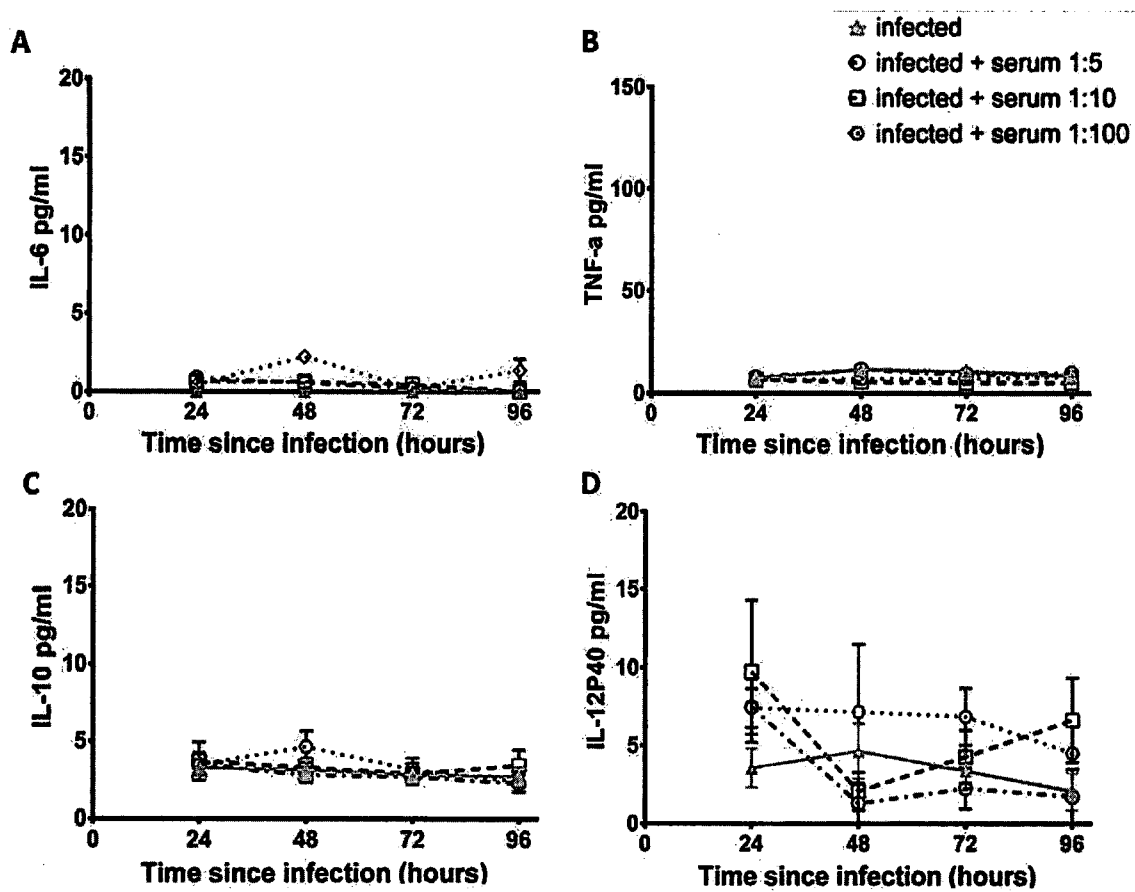 infected
infected + serum 1:5
infected + serum 1:10
infected + serum 1:100
A
20
15
10
5
0
IL-6 pg/ml
0 24 48 72 96
Time since infection (hours)
B
150
100
50
0
TNF-a pg/ml
0 24 48 72 96
Time since infection (hours)
C
20
15
10
5
0
IL-10 pg/ml
0 24 48 72 96
Time since infection (hours)
D
20
15
10
5
0
IL-12P40 pg/ml
0 24 48 72 96
Time since infection (hours)